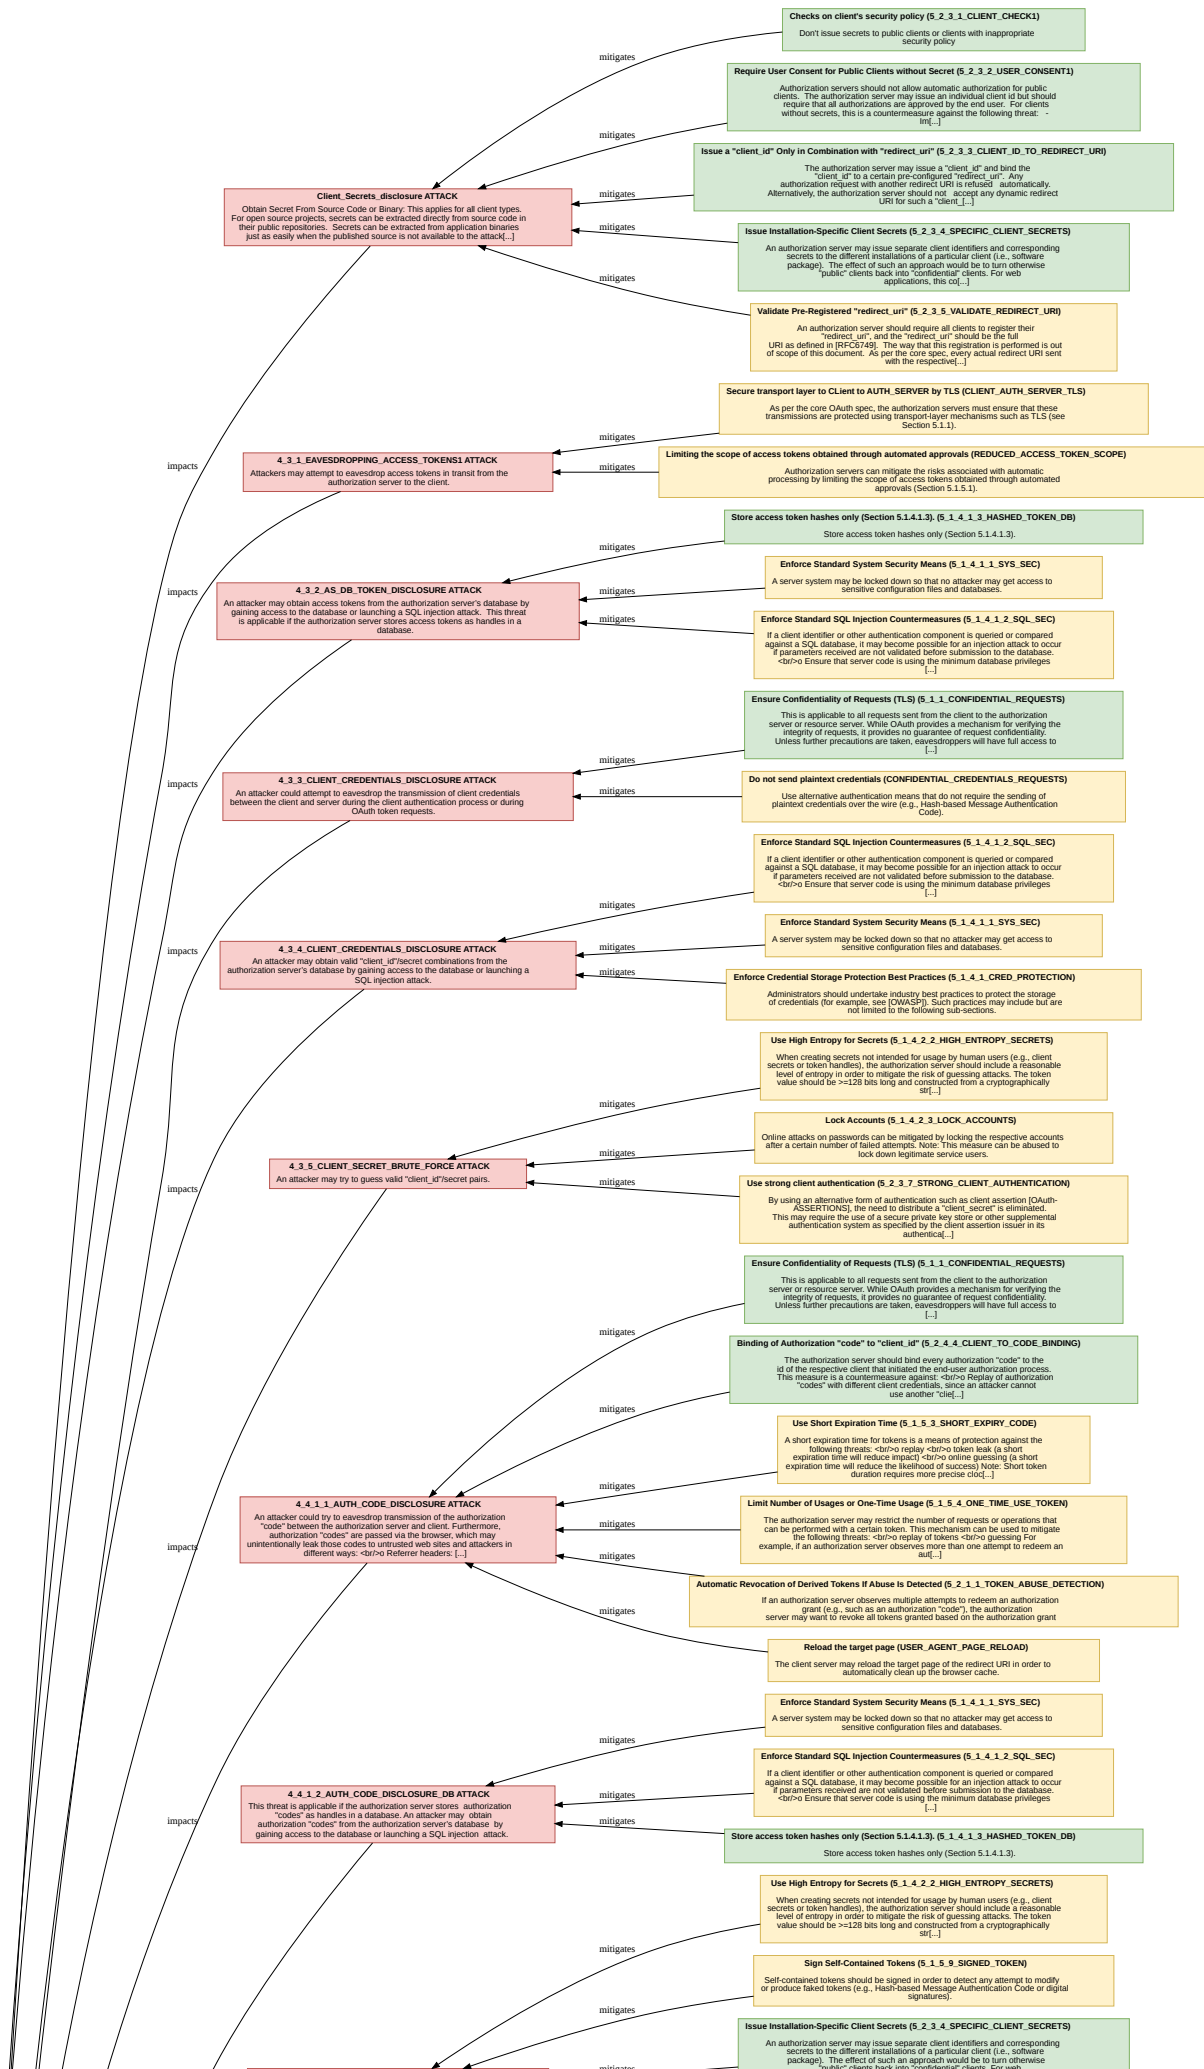 Checks on client's security policy (5_2_3_1_CLIENT_CHECK1)
Don't issue secrets to public clients or clients with inappropriate
security policy
mitigates
Require User Consent for Public Clients without Secret (5_2_3_2_USER_CONSENT1)
Authorization servers should not allow automatic authorization for public
clients.  The authorization server may issue an individual client id but should
require that all authorizations are approved by the end user.  For clients
without secrets, this is a countermeasure against the following threat:   -
Im[...]
mitigates
Issue a "client_id" Only in Combination with "redirect_uri" (5_2_3_3_CLIENT_ID_TO_REDIRECT_URI)
The authorization server may issue a "client_id" and bind the
"client_id" to a certain pre-configured "redirect_uri".  Any
authorization request with another redirect URI is refused   automatically.
Alternatively, the authorization server should not   accept any dynamic redirect
URI for such a "client_[...]
mitigates
Client_Secrets_disclosure ATTACK
Obtain Secret From Source Code or Binary: This applies for all client types.
For open source projects, secrets can be extracted directly from source code in
their public repositories.  Secrets can be extracted from application binaries
just as easily when the published source is not available to the attack[...]
mitigates
Issue Installation-Specific Client Secrets (5_2_3_4_SPECIFIC_CLIENT_SECRETS)
An authorization server may issue separate client identifiers and corresponding
secrets to the different installations of a particular client (i.e., software
package).  The effect of such an approach would be to turn otherwise
"public" clients back into "confidential" clients. For web
applications, this co[...]
mitigates
Validate Pre-Registered "redirect_uri" (5_2_3_5_VALIDATE_REDIRECT_URI)
An authorization server should require all clients to register their
"redirect_uri", and the "redirect_uri" should be the full
URI as defined in [RFC6749].  The way that this registration is performed is out
of scope of this document.  As per the core spec, every actual redirect URI sent
with the respective[...]
Secure transport layer to CLient to AUTH_SERVER by TLS (CLIENT_AUTH_SERVER_TLS)
As per the core OAuth spec, the authorization servers must ensure that these
transmissions are protected using transport-layer mechanisms such as TLS (see
Section 5.1.1).
mitigates
impacts
4_3_1_EAVESDROPPING_ACCESS_TOKENS1 ATTACK
Attackers may attempt to eavesdrop access tokens in transit from the
authorization server to the client.
mitigates
Limiting the scope of access tokens obtained through automated approvals (REDUCED_ACCESS_TOKEN_SCOPE)
Authorization servers can mitigate the risks associated with automatic
processing by limiting the scope of access tokens obtained through automated
approvals (Section 5.1.5.1).
Store access token hashes only (Section 5.1.4.1.3). (5_1_4_1_3_HASHED_TOKEN_DB)
Store access token hashes only (Section 5.1.4.1.3).
mitigates
Enforce Standard System Security Means (5_1_4_1_1_SYS_SEC)
A server system may be locked down so that no attacker may get access to
sensitive configuration files and databases.
mitigates
impacts
4_3_2_AS_DB_TOKEN_DISCLOSURE ATTACK
An attacker may obtain access tokens from the authorization server's database by
gaining access to the database or launching a SQL injection attack.  This threat
is applicable if the authorization server stores access tokens as handles in a
database.
mitigates
Enforce Standard SQL Injection Countermeasures (5_1_4_1_2_SQL_SEC)
If a client identifier or other authentication component is queried or compared
against a SQL database, it may become possible for an injection attack to occur
if parameters received are not validated before submission to the database.
<br/>o Ensure that server code is using the minimum database privileges
[...]
Ensure Confidentiality of Requests (TLS) (5_1_1_CONFIDENTIAL_REQUESTS)
This is applicable to all requests sent from the client to the authorization
server or resource server. While OAuth provides a mechanism for verifying the
integrity of requests, it provides no guarantee of request confidentiality.
Unless further precautions are taken, eavesdroppers will have full access to
[...]
mitigates
impacts
4_3_3_CLIENT_CREDENTIALS_DISCLOSURE ATTACK
An attacker could attempt to eavesdrop the transmission of client credentials
between the client and server during the client authentication process or during
OAuth token requests.
mitigates
Do not send plaintext credentials (CONFIDENTIAL_CREDENTIALS_REQUESTS)
Use alternative authentication means that do not require the sending of
plaintext credentials over the wire (e.g., Hash-based Message Authentication
Code).
Enforce Standard SQL Injection Countermeasures (5_1_4_1_2_SQL_SEC)
If a client identifier or other authentication component is queried or compared
against a SQL database, it may become possible for an injection attack to occur
if parameters received are not validated before submission to the database.
<br/>o Ensure that server code is using the minimum database privileges
[...]
mitigates
Enforce Standard System Security Means (5_1_4_1_1_SYS_SEC)
A server system may be locked down so that no attacker may get access to
sensitive configuration files and databases.
mitigates
impacts
4_3_4_CLIENT_CREDENTIALS_DISCLOSURE ATTACK
An attacker may obtain valid "client_id"/secret combinations from the
authorization server's database by gaining access to the database or launching a
SQL injection attack.
mitigates
Enforce Credential Storage Protection Best Practices (5_1_4_1_CRED_PROTECTION)
Administrators should undertake industry best practices to protect the storage
of credentials (for example, see [OWASP]). Such practices may include but are
not limited to the following sub-sections.
Use High Entropy for Secrets (5_1_4_2_2_HIGH_ENTROPY_SECRETS)
When creating secrets not intended for usage by human users (e.g., client
secrets or token handles), the authorization server should include a reasonable
level of entropy in order to mitigate the risk of guessing attacks. The token
value should be >=128 bits long and constructed from a cryptographically
str[...]
mitigates
Lock Accounts (5_1_4_2_3_LOCK_ACCOUNTS)
Online attacks on passwords can be mitigated by locking the respective accounts
after a certain number of failed attempts. Note: This measure can be abused to
lock down legitimate service users.
mitigates
4_3_5_CLIENT_SECRET_BRUTE_FORCE ATTACK
An attacker may try to guess valid "client_id"/secret pairs.
impacts
mitigates
Use strong client authentication (5_2_3_7_STRONG_CLIENT_AUTHENTICATION)
By using an alternative form of authentication such as client assertion [OAuth-
ASSERTIONS], the need to distribute a "client_secret" is eliminated.
This may require the use of a secure private key store or other supplemental
authentication system as specified by the client assertion issuer in its
authentica[...]
Ensure Confidentiality of Requests (TLS) (5_1_1_CONFIDENTIAL_REQUESTS)
This is applicable to all requests sent from the client to the authorization
server or resource server. While OAuth provides a mechanism for verifying the
integrity of requests, it provides no guarantee of request confidentiality.
Unless further precautions are taken, eavesdroppers will have full access to
[...]
mitigates
Binding of Authorization "code" to "client_id" (5_2_4_4_CLIENT_TO_CODE_BINDING)
The authorization server should bind every authorization "code" to the
id of the respective client that initiated the end-user authorization process.
This measure is a countermeasure against: <br/>o Replay of authorization
"codes" with different client credentials, since an attacker cannot
use another "clie[...]
mitigates
Use Short Expiration Time (5_1_5_3_SHORT_EXPIRY_CODE)
A short expiration time for tokens is a means of protection against the
following threats: <br/>o replay <br/>o token leak (a short
expiration time will reduce impact) <br/>o online guessing (a short
expiration time will reduce the likelihood of success) Note: Short token
duration requires more precise cloc[...]
mitigates
4_4_1_1_AUTH_CODE_DISCLOSURE ATTACK
An attacker could try to eavesdrop transmission of the authorization
"code" between the authorization server and client. Furthermore,
authorization "codes" are passed via the browser, which may
unintentionally leak those codes to untrusted web sites and attackers in
different ways: <br/>o Referrer headers: [...]
impacts
mitigates
Limit Number of Usages or One-Time Usage (5_1_5_4_ONE_TIME_USE_TOKEN)
The authorization server may restrict the number of requests or operations that
can be performed with a certain token. This mechanism can be used to mitigate
the following threats: <br/>o replay of tokens <br/>o guessing For
example, if an authorization server observes more than one attempt to redeem an
aut[...]
mitigates
Automatic Revocation of Derived Tokens If Abuse Is Detected (5_2_1_1_TOKEN_ABUSE_DETECTION)
If an authorization server observes multiple attempts to redeem an authorization
grant (e.g., such as an authorization "code"), the authorization
server may want to revoke all tokens granted based on the authorization grant
mitigates
Reload the target page (USER_AGENT_PAGE_RELOAD)
The client server may reload the target page of the redirect URI in order to
automatically clean up the browser cache.
Enforce Standard System Security Means (5_1_4_1_1_SYS_SEC)
A server system may be locked down so that no attacker may get access to
sensitive configuration files and databases.
mitigates
Enforce Standard SQL Injection Countermeasures (5_1_4_1_2_SQL_SEC)
If a client identifier or other authentication component is queried or compared
against a SQL database, it may become possible for an injection attack to occur
if parameters received are not validated before submission to the database.
<br/>o Ensure that server code is using the minimum database privileges
[...]
mitigates
4_4_1_2_AUTH_CODE_DISCLOSURE_DB ATTACK
This threat is applicable if the authorization server stores  authorization
"codes" as handles in a database. An attacker may  obtain
authorization "codes" from the authorization server's database  by
gaining access to the database or launching a SQL injection  attack.
impacts
mitigates
Store access token hashes only (Section 5.1.4.1.3). (5_1_4_1_3_HASHED_TOKEN_DB)
Store access token hashes only (Section 5.1.4.1.3).
Use High Entropy for Secrets (5_1_4_2_2_HIGH_ENTROPY_SECRETS)
When creating secrets not intended for usage by human users (e.g., client
secrets or token handles), the authorization server should include a reasonable
level of entropy in order to mitigate the risk of guessing attacks. The token
value should be >=128 bits long and constructed from a cryptographically
str[...]
mitigates
Sign Self-Contained Tokens (5_1_5_9_SIGNED_TOKEN)
Self-contained tokens should be signed in order to detect any attempt to modify
or produce faked tokens (e.g., Hash-based Message Authentication Code or digital
signatures).
mitigates
Issue Installation-Specific Client Secrets (5_2_3_4_SPECIFIC_CLIENT_SECRETS)
An authorization server may issue separate client identifiers and corresponding
secrets to the different installations of a particular client (i.e., software
package).  The effect of such an approach would be to turn otherwise
"public" clients back into "confidential" clients. For web
mitigates